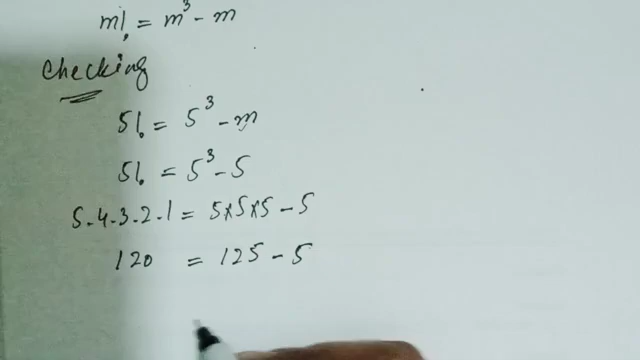 m! = m³ - m
Checking
5! = 5³ - m
5! = 5³ - 5
5.4.3.2.1 = 5×5×5 - 5
120 = 125 - 5